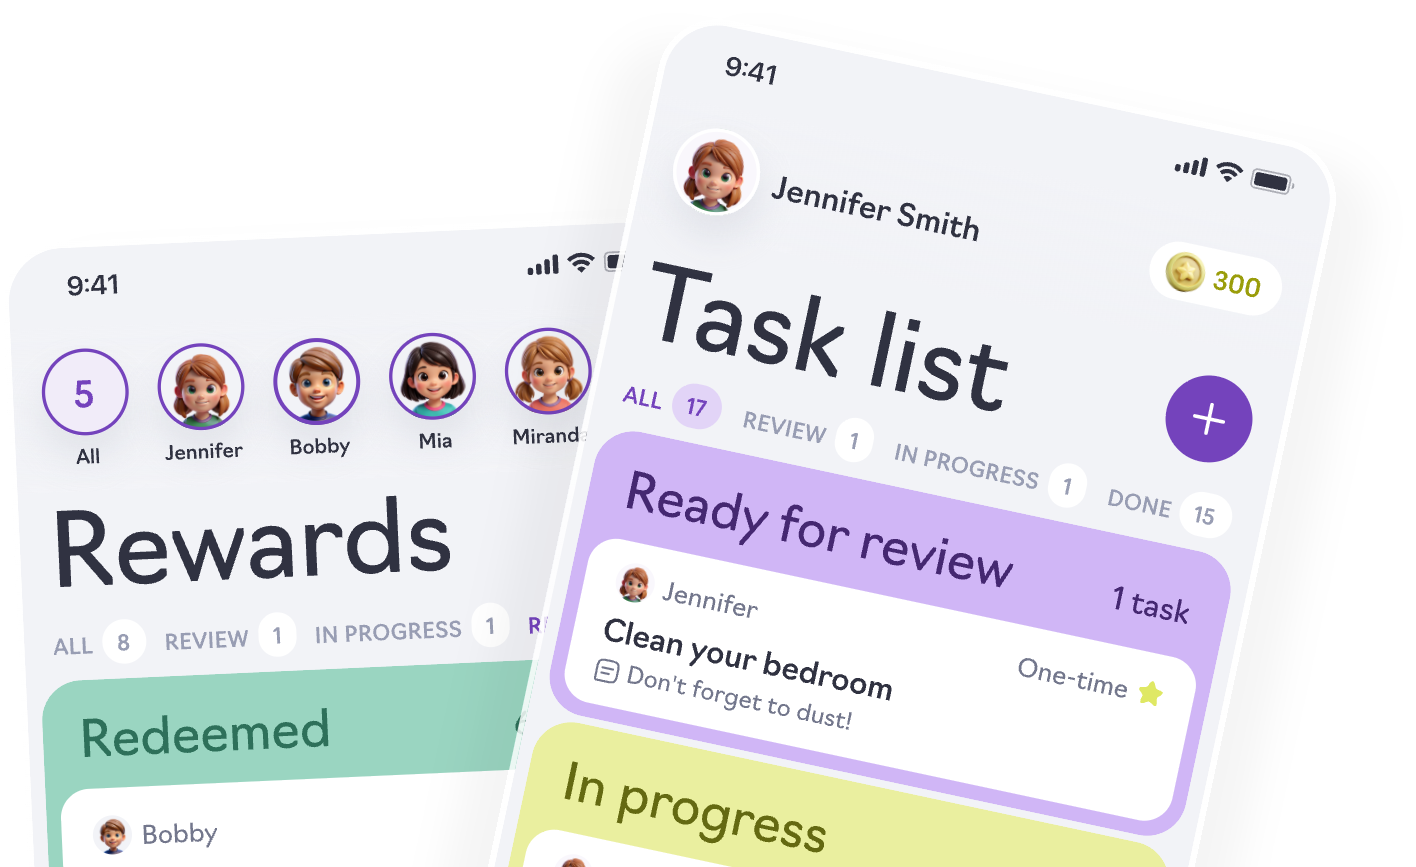 9:41
5
All
Jennifer
Bobby
Mia
Rewards
ALL 8 REVIEW 1 IN PROGRESS 1
Redeemed
Bobby
9:41
Jennifer Smith
300
Task list
ALL 17 REVIEW 1 IN PROGRESS 1 DONE 15
Ready for review
1 task
Jennifer
Clean your bedroom
One-time
Don't forget to dust!
In progress